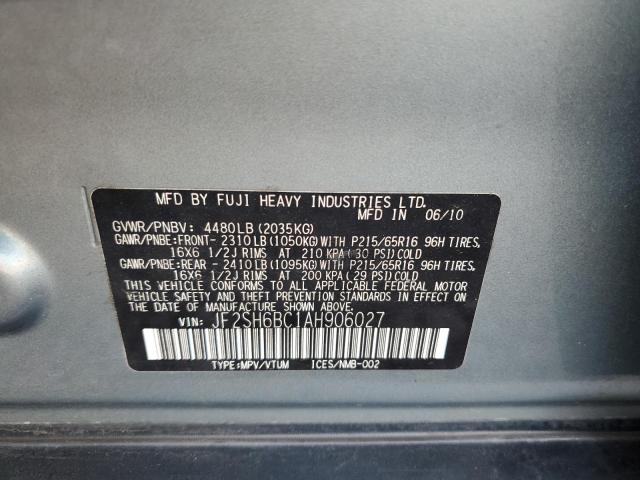 MFD BY FUJI HEAVY INDUSTRIES LTD.
MFD IN 06/10
GVWR/PNBV: 4480LB (2035KG)
GAWR/PNBE:FRONT- 2310LB(1050KG)WITH P215/65R16 96H TIRES,
16X6 1/2J RIMS AT 210 KPA(30 PSI)COLD
GAWR/PNBE:REAR - 2410LB(1095KG)WITH P215/65R16 96H TIRES,
16X6 1/2J RIMS AT 200 KPA(29 PSI)COLD
THIS VEHICLE CONFORMS TO ALL APPLICABLE FEDERAL MOTOR
VEHICLE SAFETY AND THEFT PREVENTION STANDARDS IN EFFECT ON
THE DATE OF MANUFACTURE SHOWN ABOVE.
VIN: JF2SH6BC1AH906027
TYPE:MPV/VTUM ICES/NMB-002